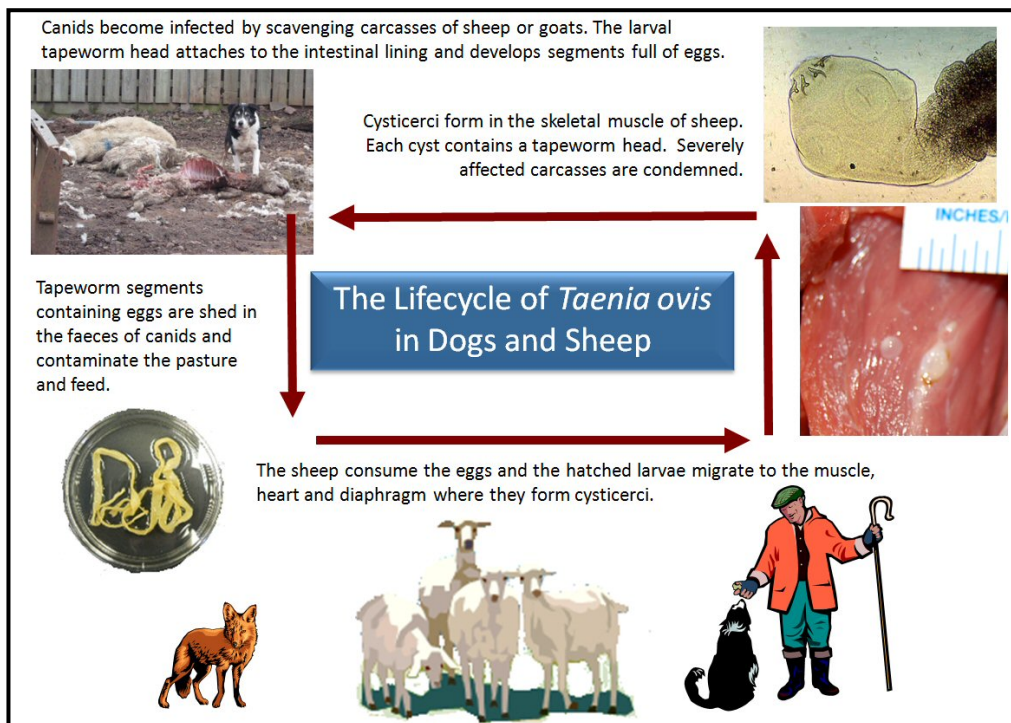 Canids become infected by scavenging carcasses of sheep or goats. The larval
tapeworm head attaches to the intestinal lining and develops segments full of eggs.
Cysticerci form in the skeletal muscle of sheep.
Each cyst contains a tapeworm head.  Severely
affected carcasses are condemned.
INCHES/
The Lifecycle of Taenia ovis
in Dogs and Sheep
Tapeworm segments
containing eggs are shed in
the faeces of canids and
contaminate the pasture
and feed.
The sheep consume the eggs and the hatched larvae migrate to the muscle,
heart and diaphragm where they form cysticerci.